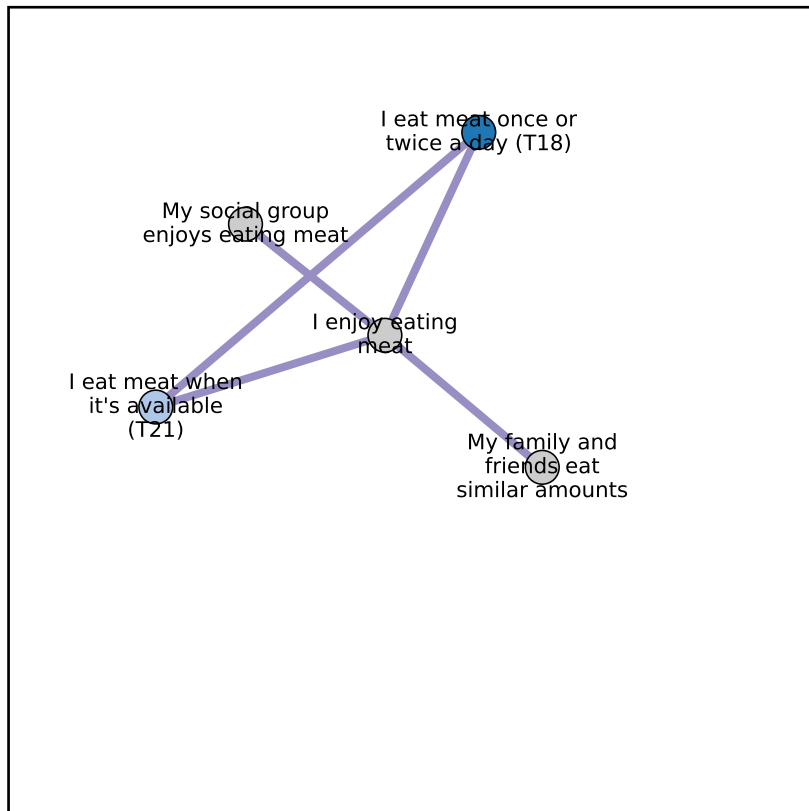 I eat meat once or
twice a day (T18)
My social group
enjoys eating meat
I enjoy eating
meat
I eat meat when
it's available
(T21)
My family and
friends eat
similar amounts